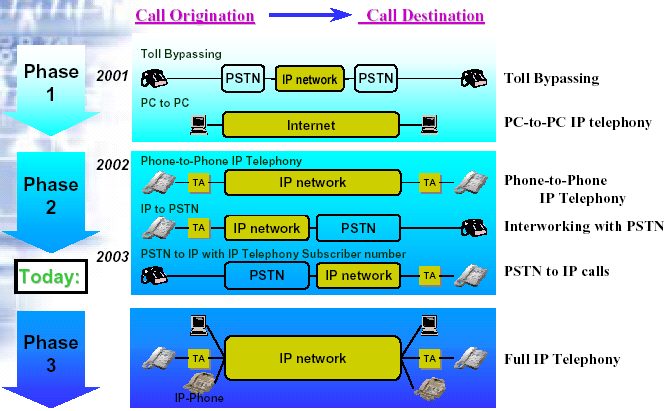 Call Origination Call Destination
Phase 1
2001
Toll Bypassing
PSTN IP network PSTN
Toll Bypassing
PC to PC
Internet
PC-to-PC IP telephony
Phase 2
2002
Phone-to-Phone IP Telephony
TA IP network TA
Phone-to-Phone
IP Telephony
IP to PSTN
TA IP network PSTN
Interworking with PSTN
2003
PSTN to IP with IP Telephony Subscriber number
PSTN IP network TA
PSTN to IP calls
Today:
Phase 3
TA IP network TA
IP-Phone
Full IP Telephony